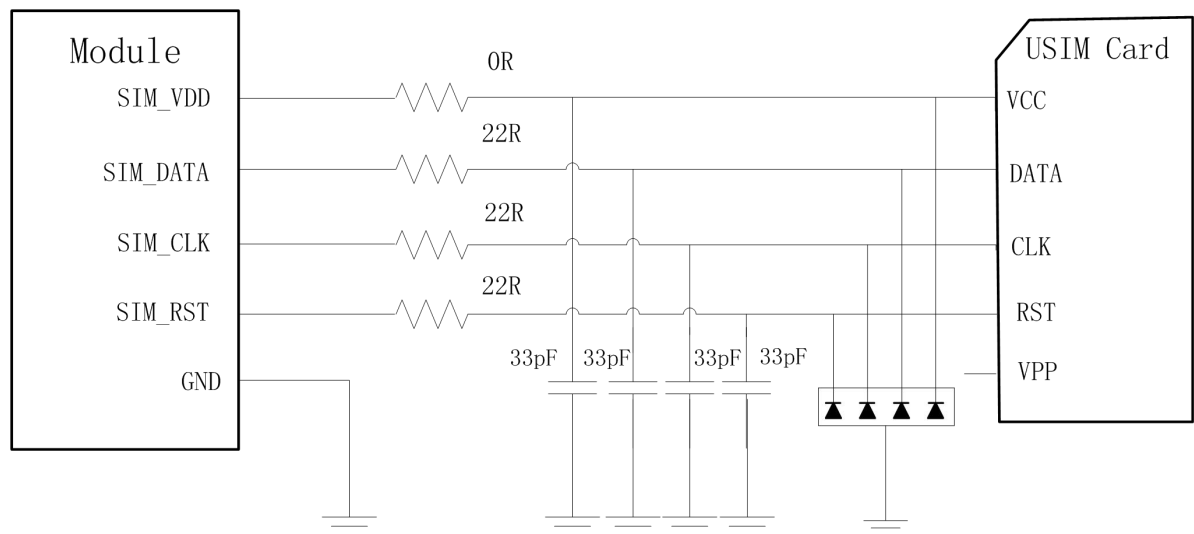 Module
USIM Card
0R
SIM_VDD
VCC
22R
SIM_DATA
DATA
22R
SIM_CLK
CLK
22R
SIM_RST
RST
33pF 33pF 33pF 33pF
GND
VPP